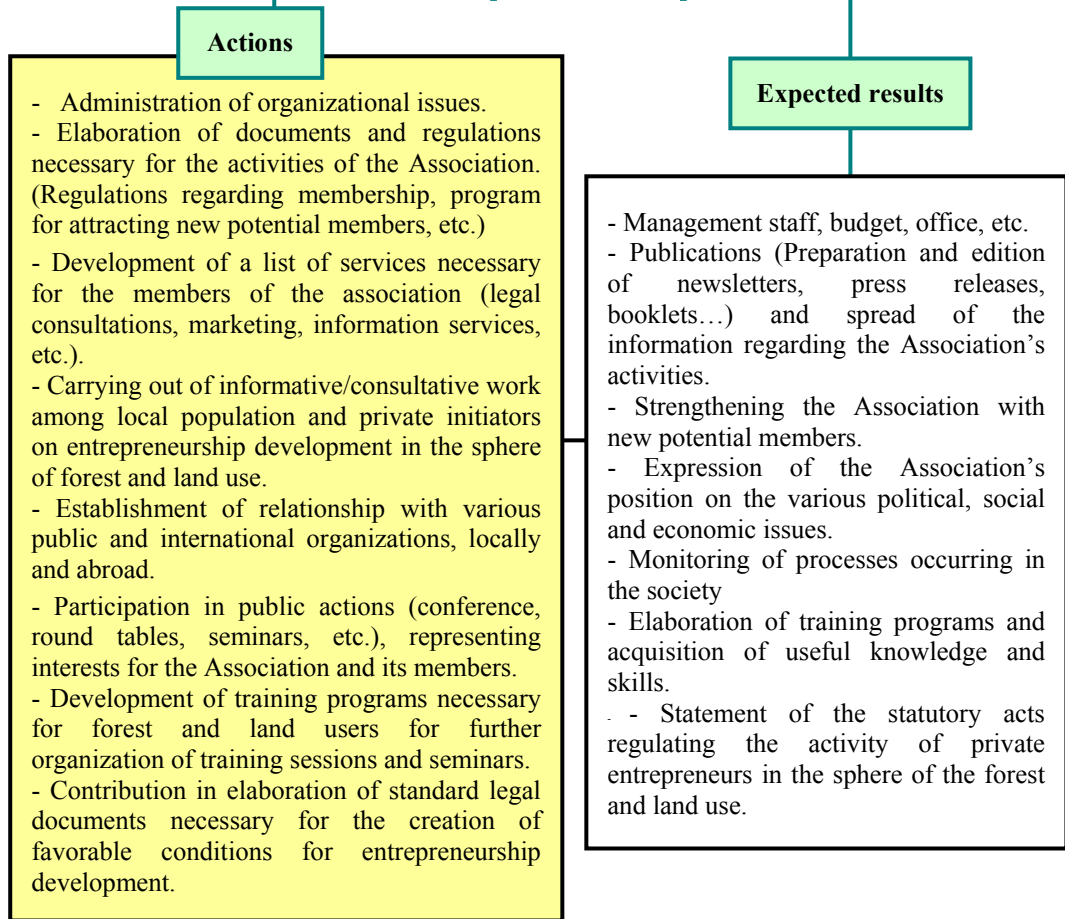 Actions
- Administration of organizational issues.
- Elaboration of documents and regulations
necessary for the activities of the Association.
(Regulations regarding membership, program
for attracting new potential members, etc.)
- Development of a list of services necessary
for the members of the association (legal
consultations, marketing, information services,
etc.).
- Carrying out of informative/consultative work
among local population and private initiators
on entrepreneurship development in the sphere
of forest and land use.
- Establishment of relationship with various
public and international organizations, locally
and abroad.
- Participation in public actions (conference,
round tables, seminars, etc.), representing
interests for the Association and its members.
- Development of training programs necessary
for forest and land users for further
organization of training sessions and seminars.
- Contribution in elaboration of standard legal
documents necessary for the creation of
favorable conditions for entrepreneurship
development.
Expected results
- Management staff, budget, office, etc.
- Publications (Preparation and edition
of newsletters, press releases,
booklets…) and spread of the
information regarding the Association's
activities.
- Strengthening the Association with
new potential members.
- Expression of the Association's
position on the various political, social
and economic issues.
- Monitoring of processes occurring in
the society
- Elaboration of training programs and
acquisition of useful knowledge and
skills.
. - Statement of the statutory acts
regulating the activity of private
entrepreneurs in the sphere of the forest
and land use.